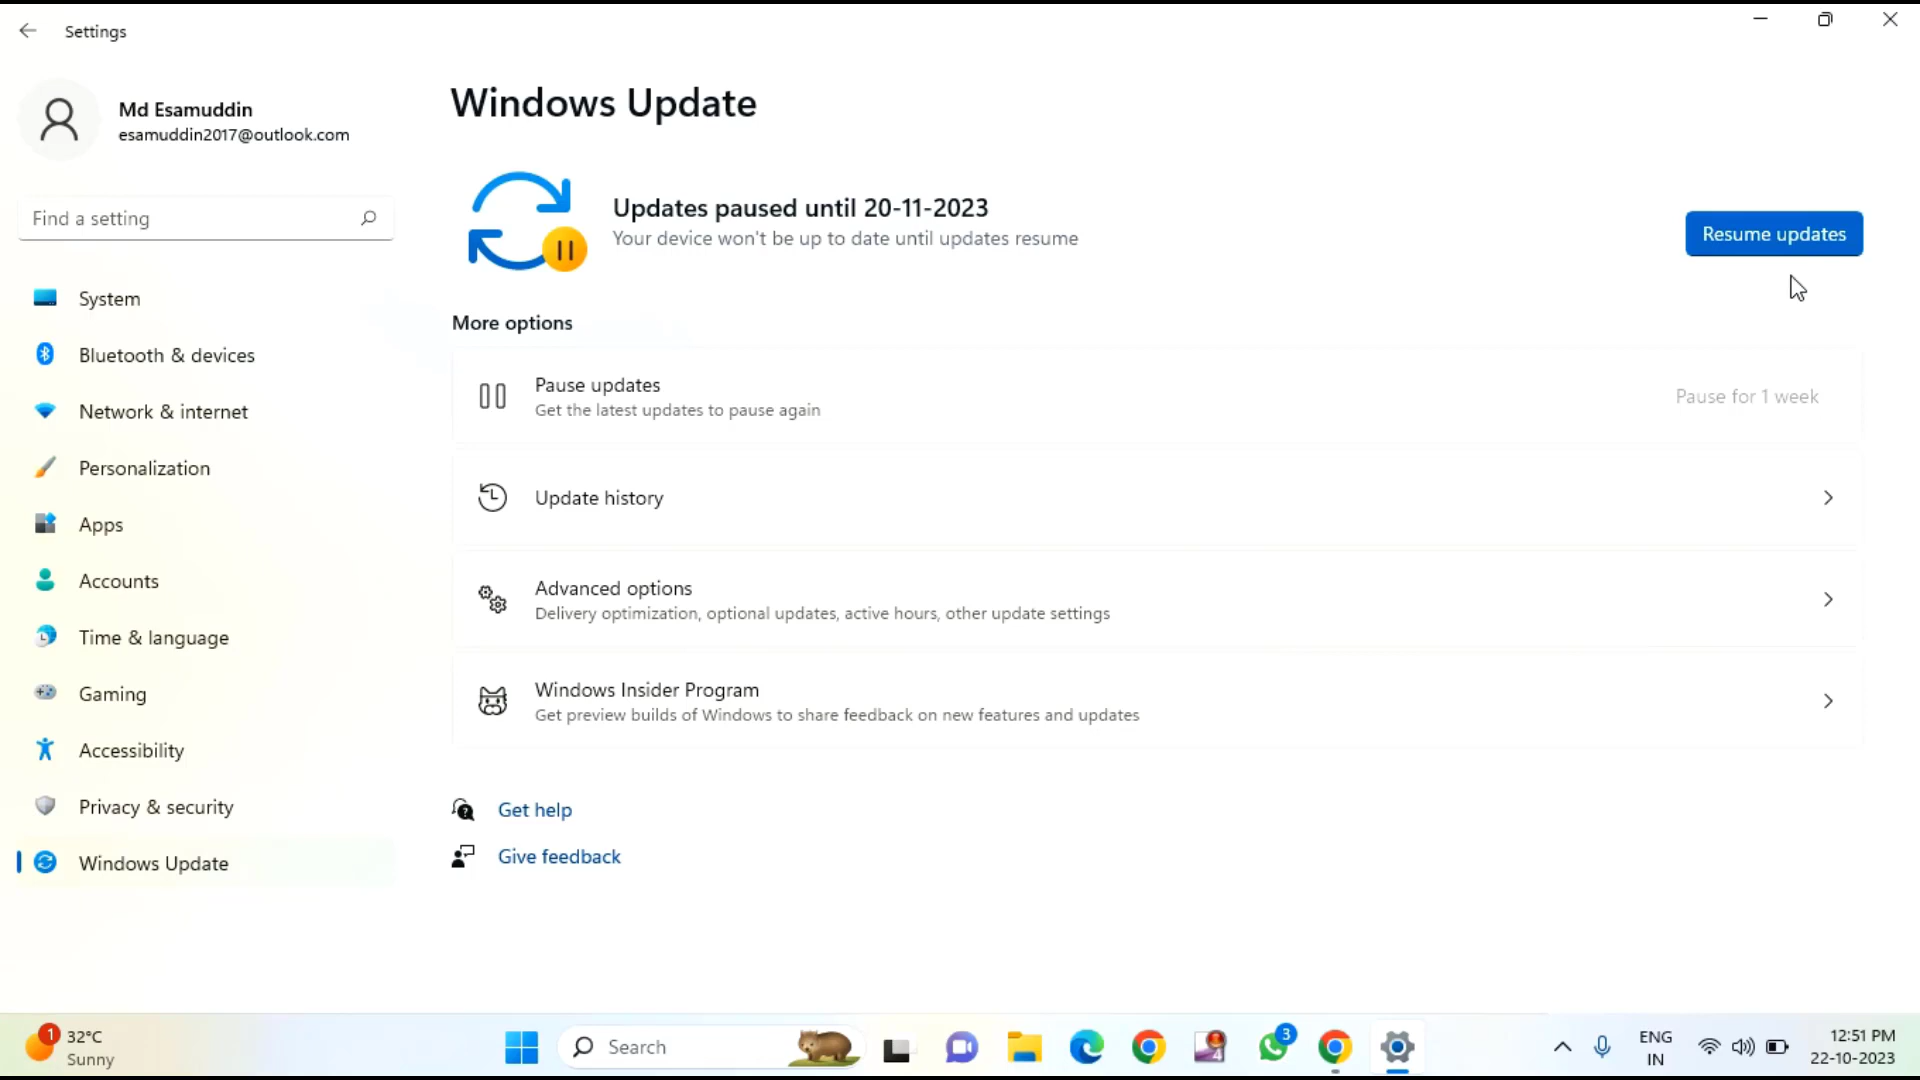 Settings
Md Esamuddin
esamuddin2017@outlook.com
Find a setting
System
Bluetooth & devices
Network & internet
Personalization
Apps
Accounts
Time & language
Gaming
Accessibility
Privacy & security
Windows Update
Windows Update
Updates paused until 20-11-2023
Your device won't be up to date until updates resume
Resume updates
More options
Pause updates
Get the latest updates to pause again
Pause for 1 week
Update history
Advanced options
Delivery optimization, optional updates, active hours, other update settings
Windows Insider Program
Get preview builds of Windows to share feedback on new features and updates
Get help
Give feedback
1
32°C
Sunny
Search
4
3
ENG
IN
12:51 PM
22-10-2023